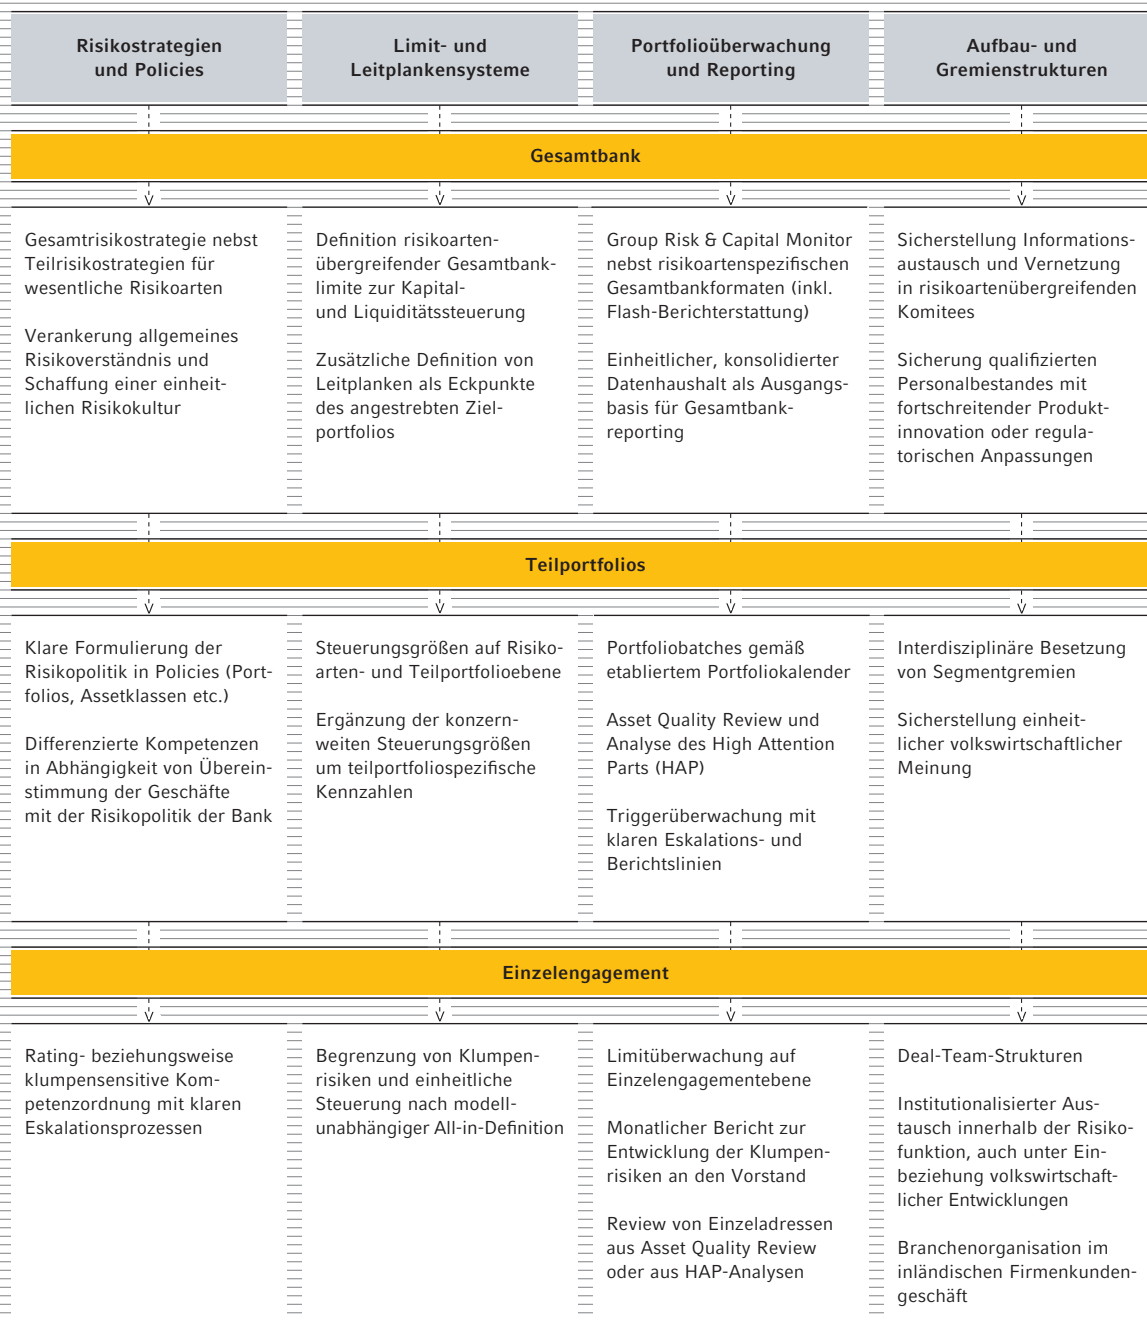 Risikostrategien
und Policies
Limit- und
Leitplankensysteme
Portfolioüberwachung
und Reporting
Aufbau- und
Gremienstrukturen
Gesamtbank
Gesamtrisikostrategie nebst
Teilrisikostrategien für
wesentliche Risikoarten
Verankerung allgemeines
Risikoverständnis und
Schaffung einer einheit-
lichen Risikokultur
Definition risikoarten-
übergreifender Gesamtbank-
limite zur Kapital-
und Liquiditätssteuerung
Zusätzliche Definition von
Leitplanken als Eckpunkte
des angestrebten Ziel-
portfolios
Group Risk & Capital Monitor
nebst risikoartenspezifischen
Gesamtbankformaten (inkl.
Flash-Berichterstattung)
Einheitlicher, konsolidierter
Datenhaushalt als Ausgangs-
basis für Gesamtbank-
reporting
Sicherstellung Informations-
austausch und Vernetzung
in risikoartenübergreifenden
Komitees
Sicherung qualifizierten
Personalbestandes mit
fortschreitender Produkt-
innovation oder regula-
torischen Anpassungen
Teilportfolios
Klare Formulierung der
Risikopolitik in Policies (Port-
folios, Assetklassen etc.)
Differenzierte Kompetenzen
in Abhängigkeit von Überein-
stimmung der Geschäfte
mit der Risikopolitik der Bank
Steuerungsgrößen auf Risiko-
arten- und Teilportfolioebene
Ergänzung der konzern-
weiten Steuerungsgrößen
um teilportfoliospezifische
Kennzahlen
Portfoliobatches gemäß
etabliertem Portfoliokalender
Asset Quality Review und
Analyse des High Attention
Parts (HAP)
Triggerüberwachung mit
klaren Eskalations- und
Berichtslinien
Interdisziplinäre Besetzung
von Segmentgremien
Sicherstellung einheit-
licher volkswirtschaftlicher
Meinung
Einzelengagement
Rating- beziehungsweise
klumpensensitive Kom-
petenzordnung mit klaren
Eskalationsprozessen
Begrenzung von Klumpen-
risiken und einheitliche
Steuerung nach modell-
unabhängiger All-in-Definition
Limitüberwachung auf
Einzelengagementebene
Monatlicher Bericht zur
Entwicklung der Klumpen-
risiken an den Vorstand
Review von Einzeladressen
aus Asset Quality Review
oder aus HAP-Analysen
Deal-Team-Strukturen
Institutionalisierter Aus-
tausch innerhalb der Risiko-
funktion, auch unter Ein-
beziehung volkswirtschaft-
licher Entwicklungen
Branchenorganisation im
inländischen Firmenkunden-
geschäft